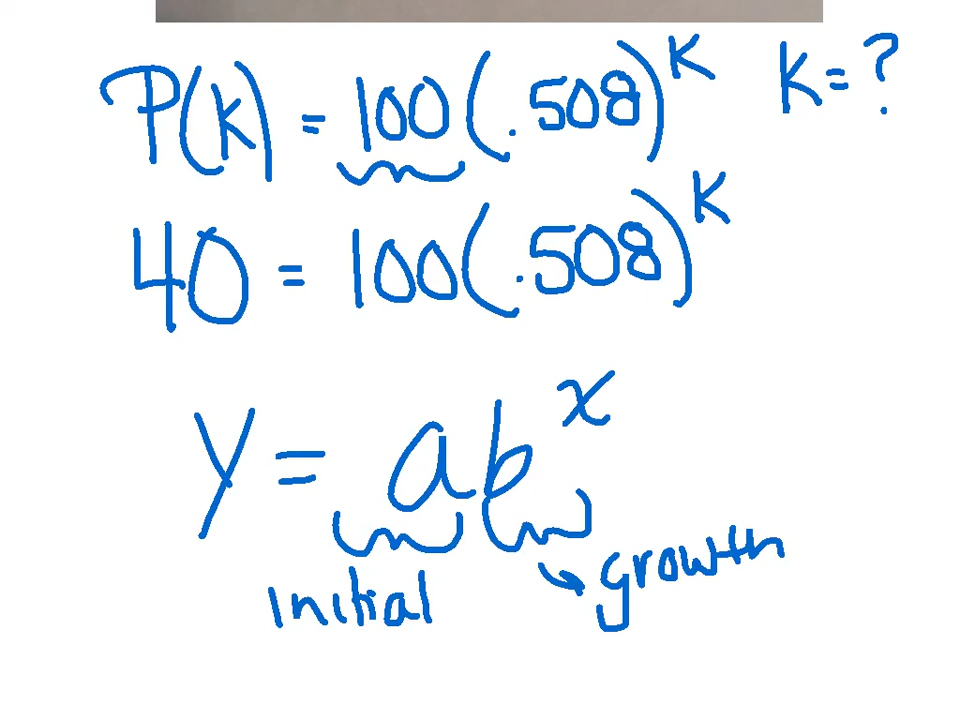 P(k) = 100(.508)^k k = ?
40 = 100(.508)^k
y = ab^x
initial growth